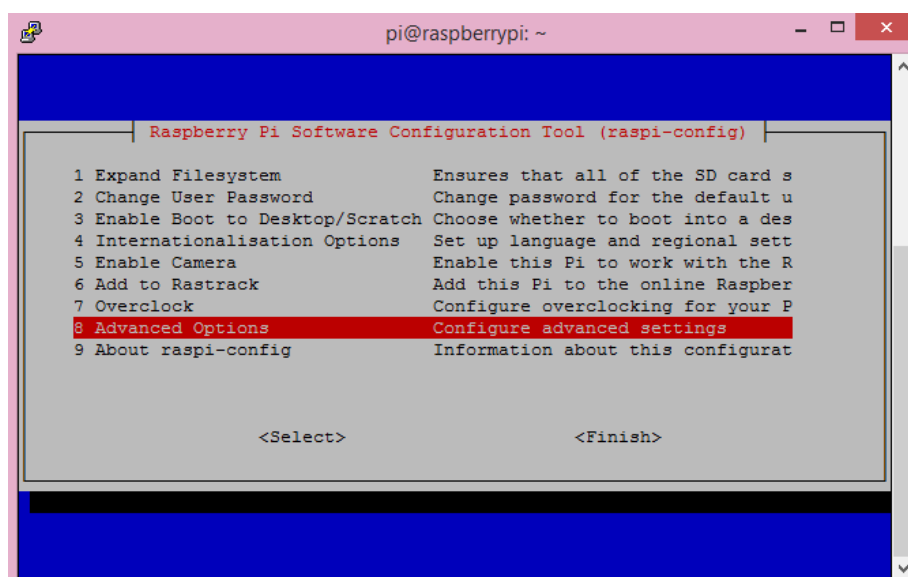 pi@raspberrypi: ~
Raspberry Pi Software Configuration Tool (raspi-config)
1 Expand Filesystem Ensures that all of the SD card s
2 Change User Password Change password for the default u
3 Enable Boot to Desktop/Scratch Choose whether to boot into a des
4 Internationalisation Options Set up language and regional sett
5 Enable Camera Enable this Pi to work with the R
6 Add to Rastrack Add this Pi to the online Raspber
7 Overclock Configure overclocking for your P
8 Advanced Options Configure advanced settings
9 About raspi-config Information about this configurat
<Select> <Finish>